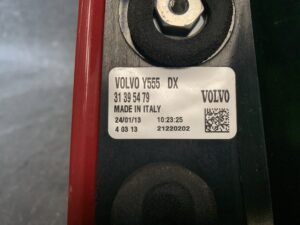 VOLVO Y555 DX
31 39 54 79 VOLVO
MADE IN ITALY
24/01/13 10:23:25
4 03 13 21220202